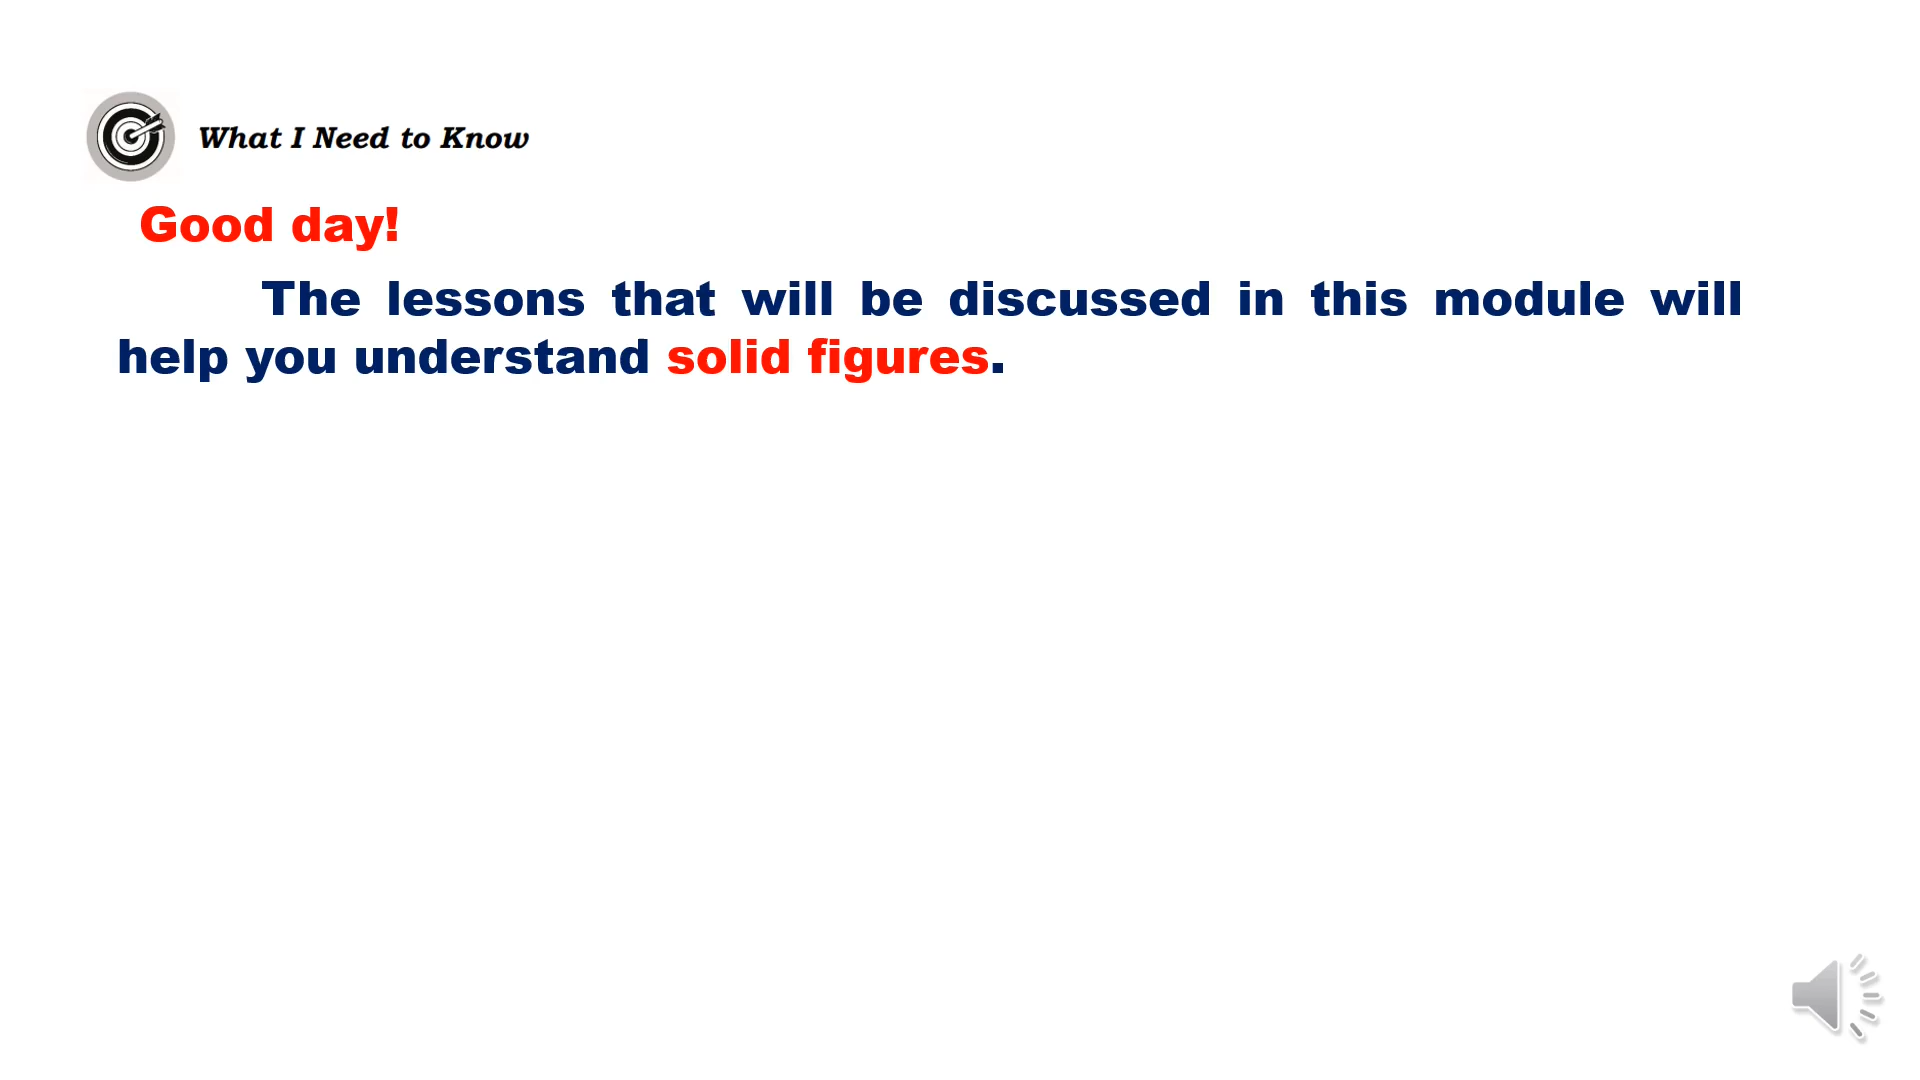 What I Need to Know
Good day!
The lessons that will be discussed in this module will
help you understand solid figures.